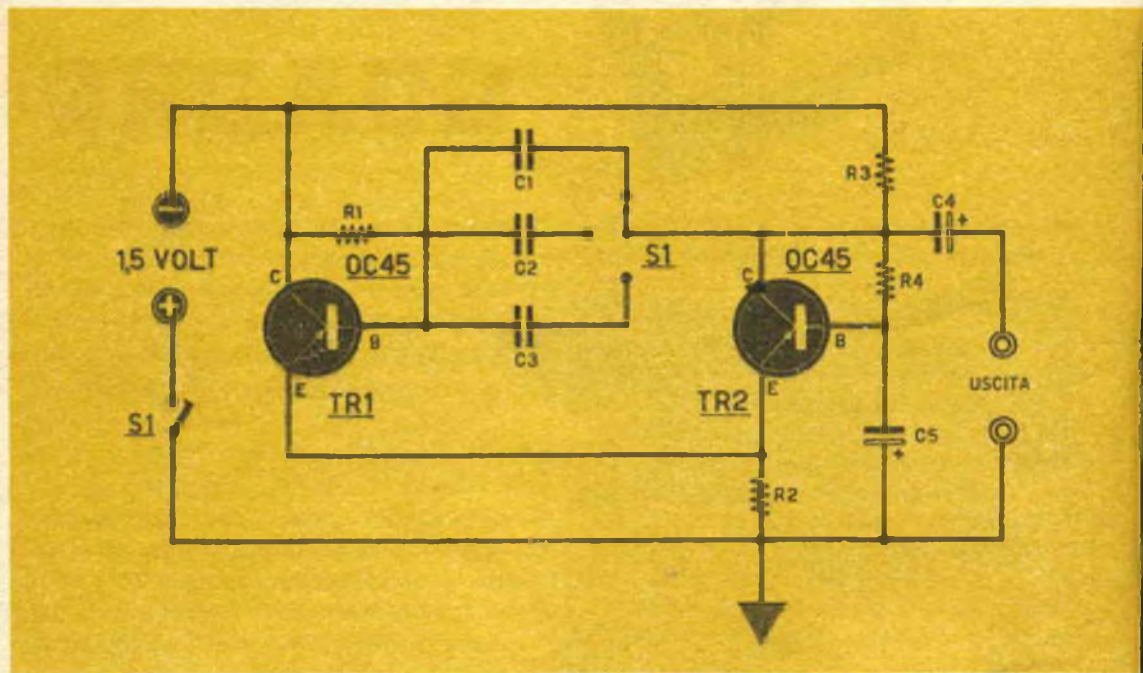 C1
R3
C4
+
R1
−
1,5 VOLT
OC45
C2
S1
OC45
C
C
R4
+
B
C3
B
E
E
USCITA
S1
TR1
TR2
C5
+
R2